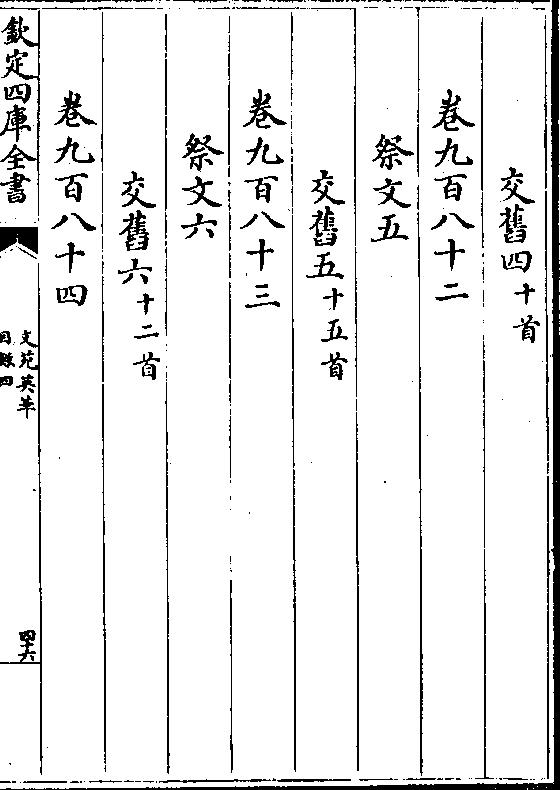 交舊四十首
卷九百八十二
祭文五
交舊五十五首
卷九百八十三
祭文六
交舊六十二首
卷九百八十四
欽定四庫全書
文苑英華
目錄四
四十六